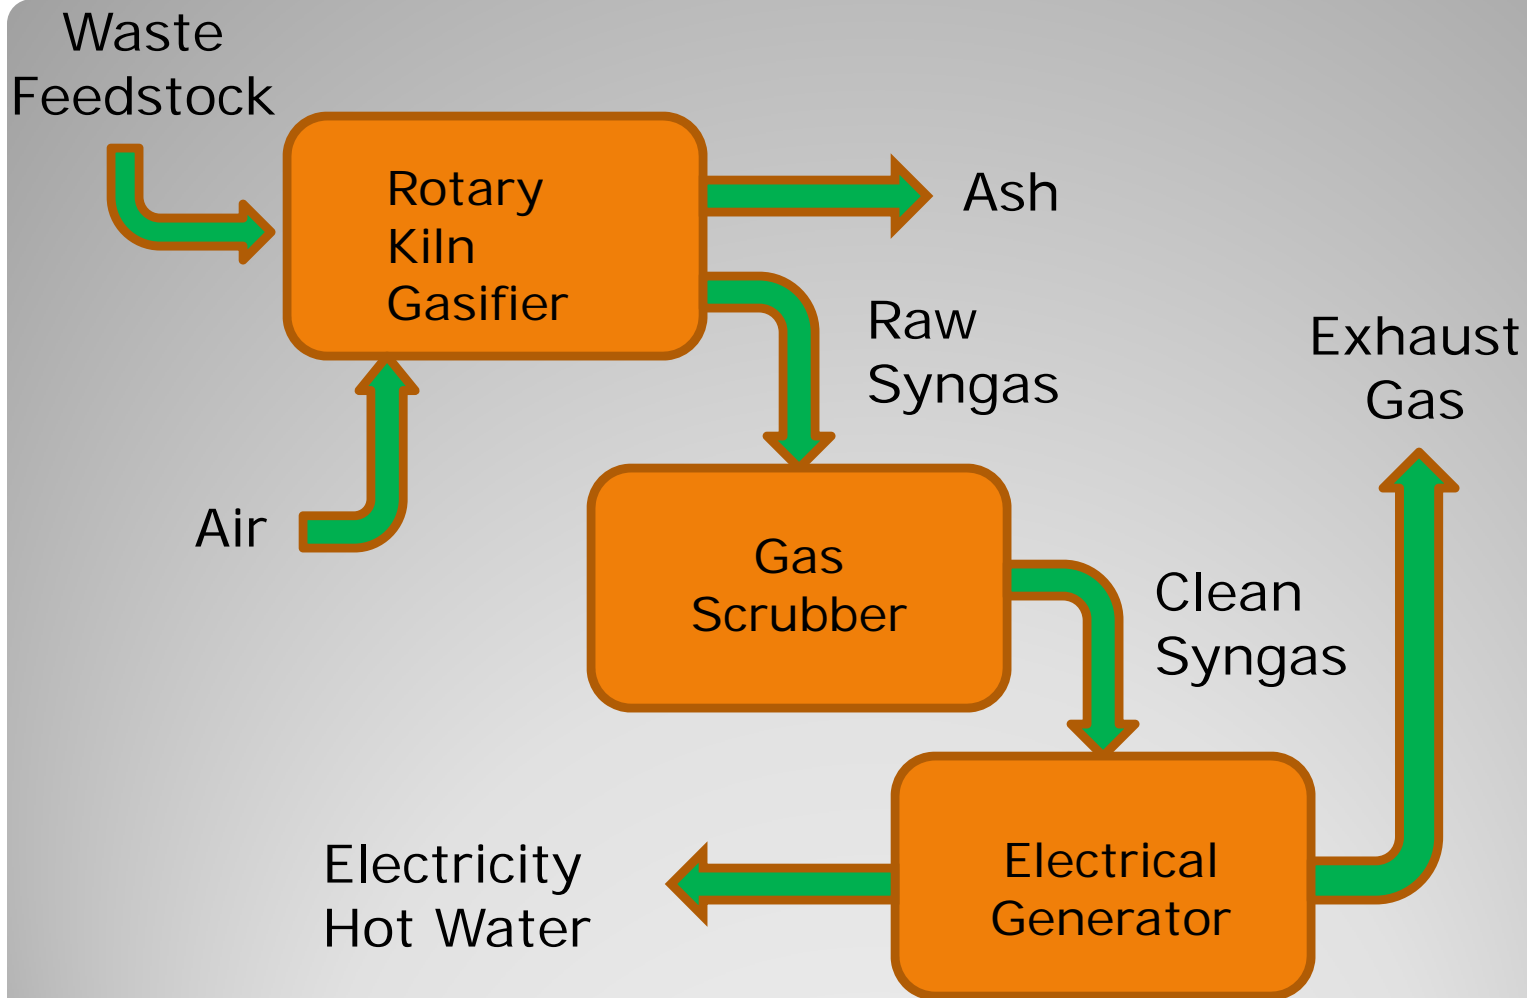 Waste
Feedstock
Rotary
Kiln
Gasifier
Ash
Raw
Syngas
Exhaust
Gas
Air
Gas
Scrubber
Clean
Syngas
Electricity
Hot Water
Electrical
Generator